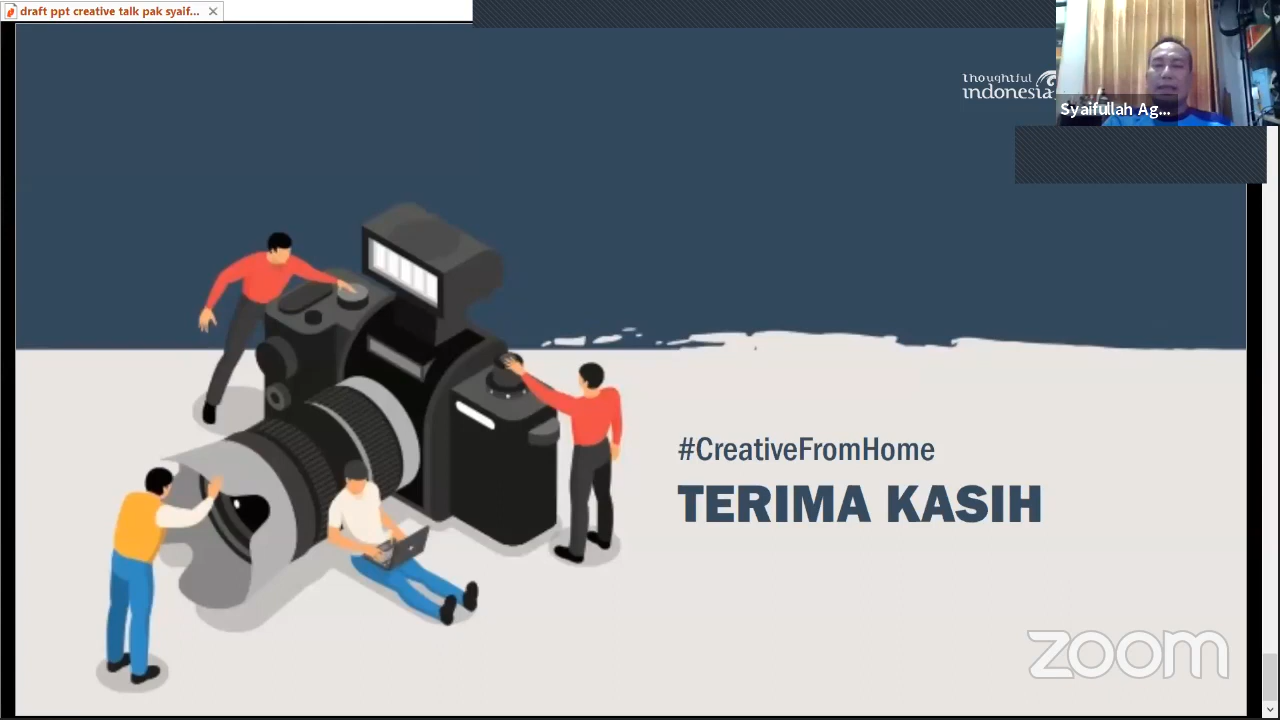 draft ppt creative talk pak syaif...
thoughtful
indonesia
Syaifullah Ag...
#CreativeFromHome
TERIMA KASIH
zoom